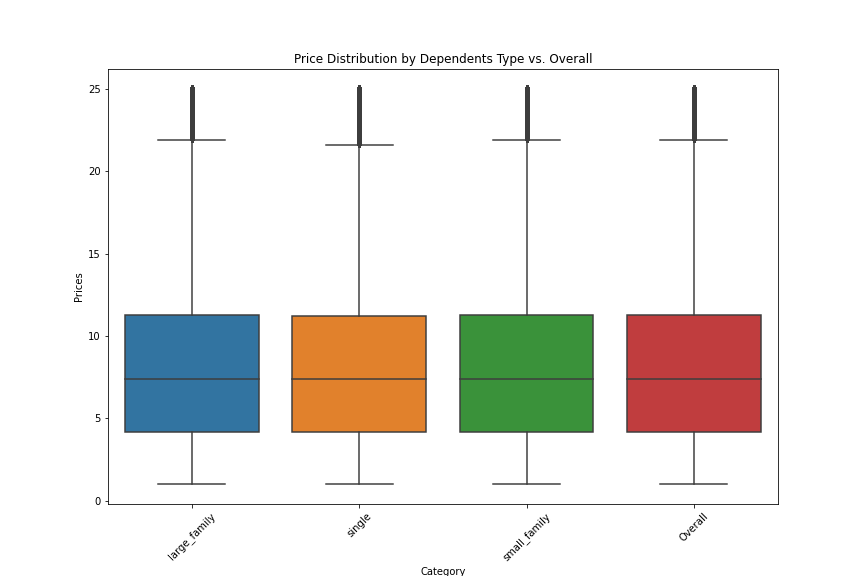 Price Distribution by Dependents Type vs. Overall
25
20
15
10
5
0
Prices
large_family
single
small_family
Overall
Category